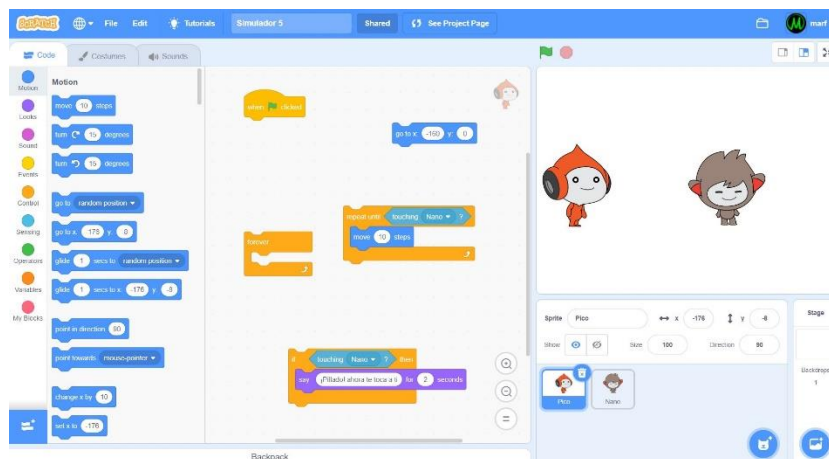 SCRATCH File Edit Tutorials Simulador 5 Shared See Project Page marf
Code Costumes Sounds
Motion
Looks
Sound
Events
Control
Sensing
Operators
Variables
My Blocks
Motion
move 10 steps
turn 15 degrees
turn 15 degrees
go to random position
go to x: -176 y: -8
glide 1 secs to random position
glide 1 secs to x: -176 y: -8
point in direction 90
point towards mouse-pointer
change x by 10
set x to -176
when clicked
go to x: -160 y: 0
repeat until touching Nano ?
move 10 steps
forever
if touching Nano ? then
say ¡Pillado! ahora te toca a ti for 2 seconds
Backpack
Sprite Pico x -176 y -8
Show Size 100 Direction 90
Pico Nano
Stage
Backdrops
1